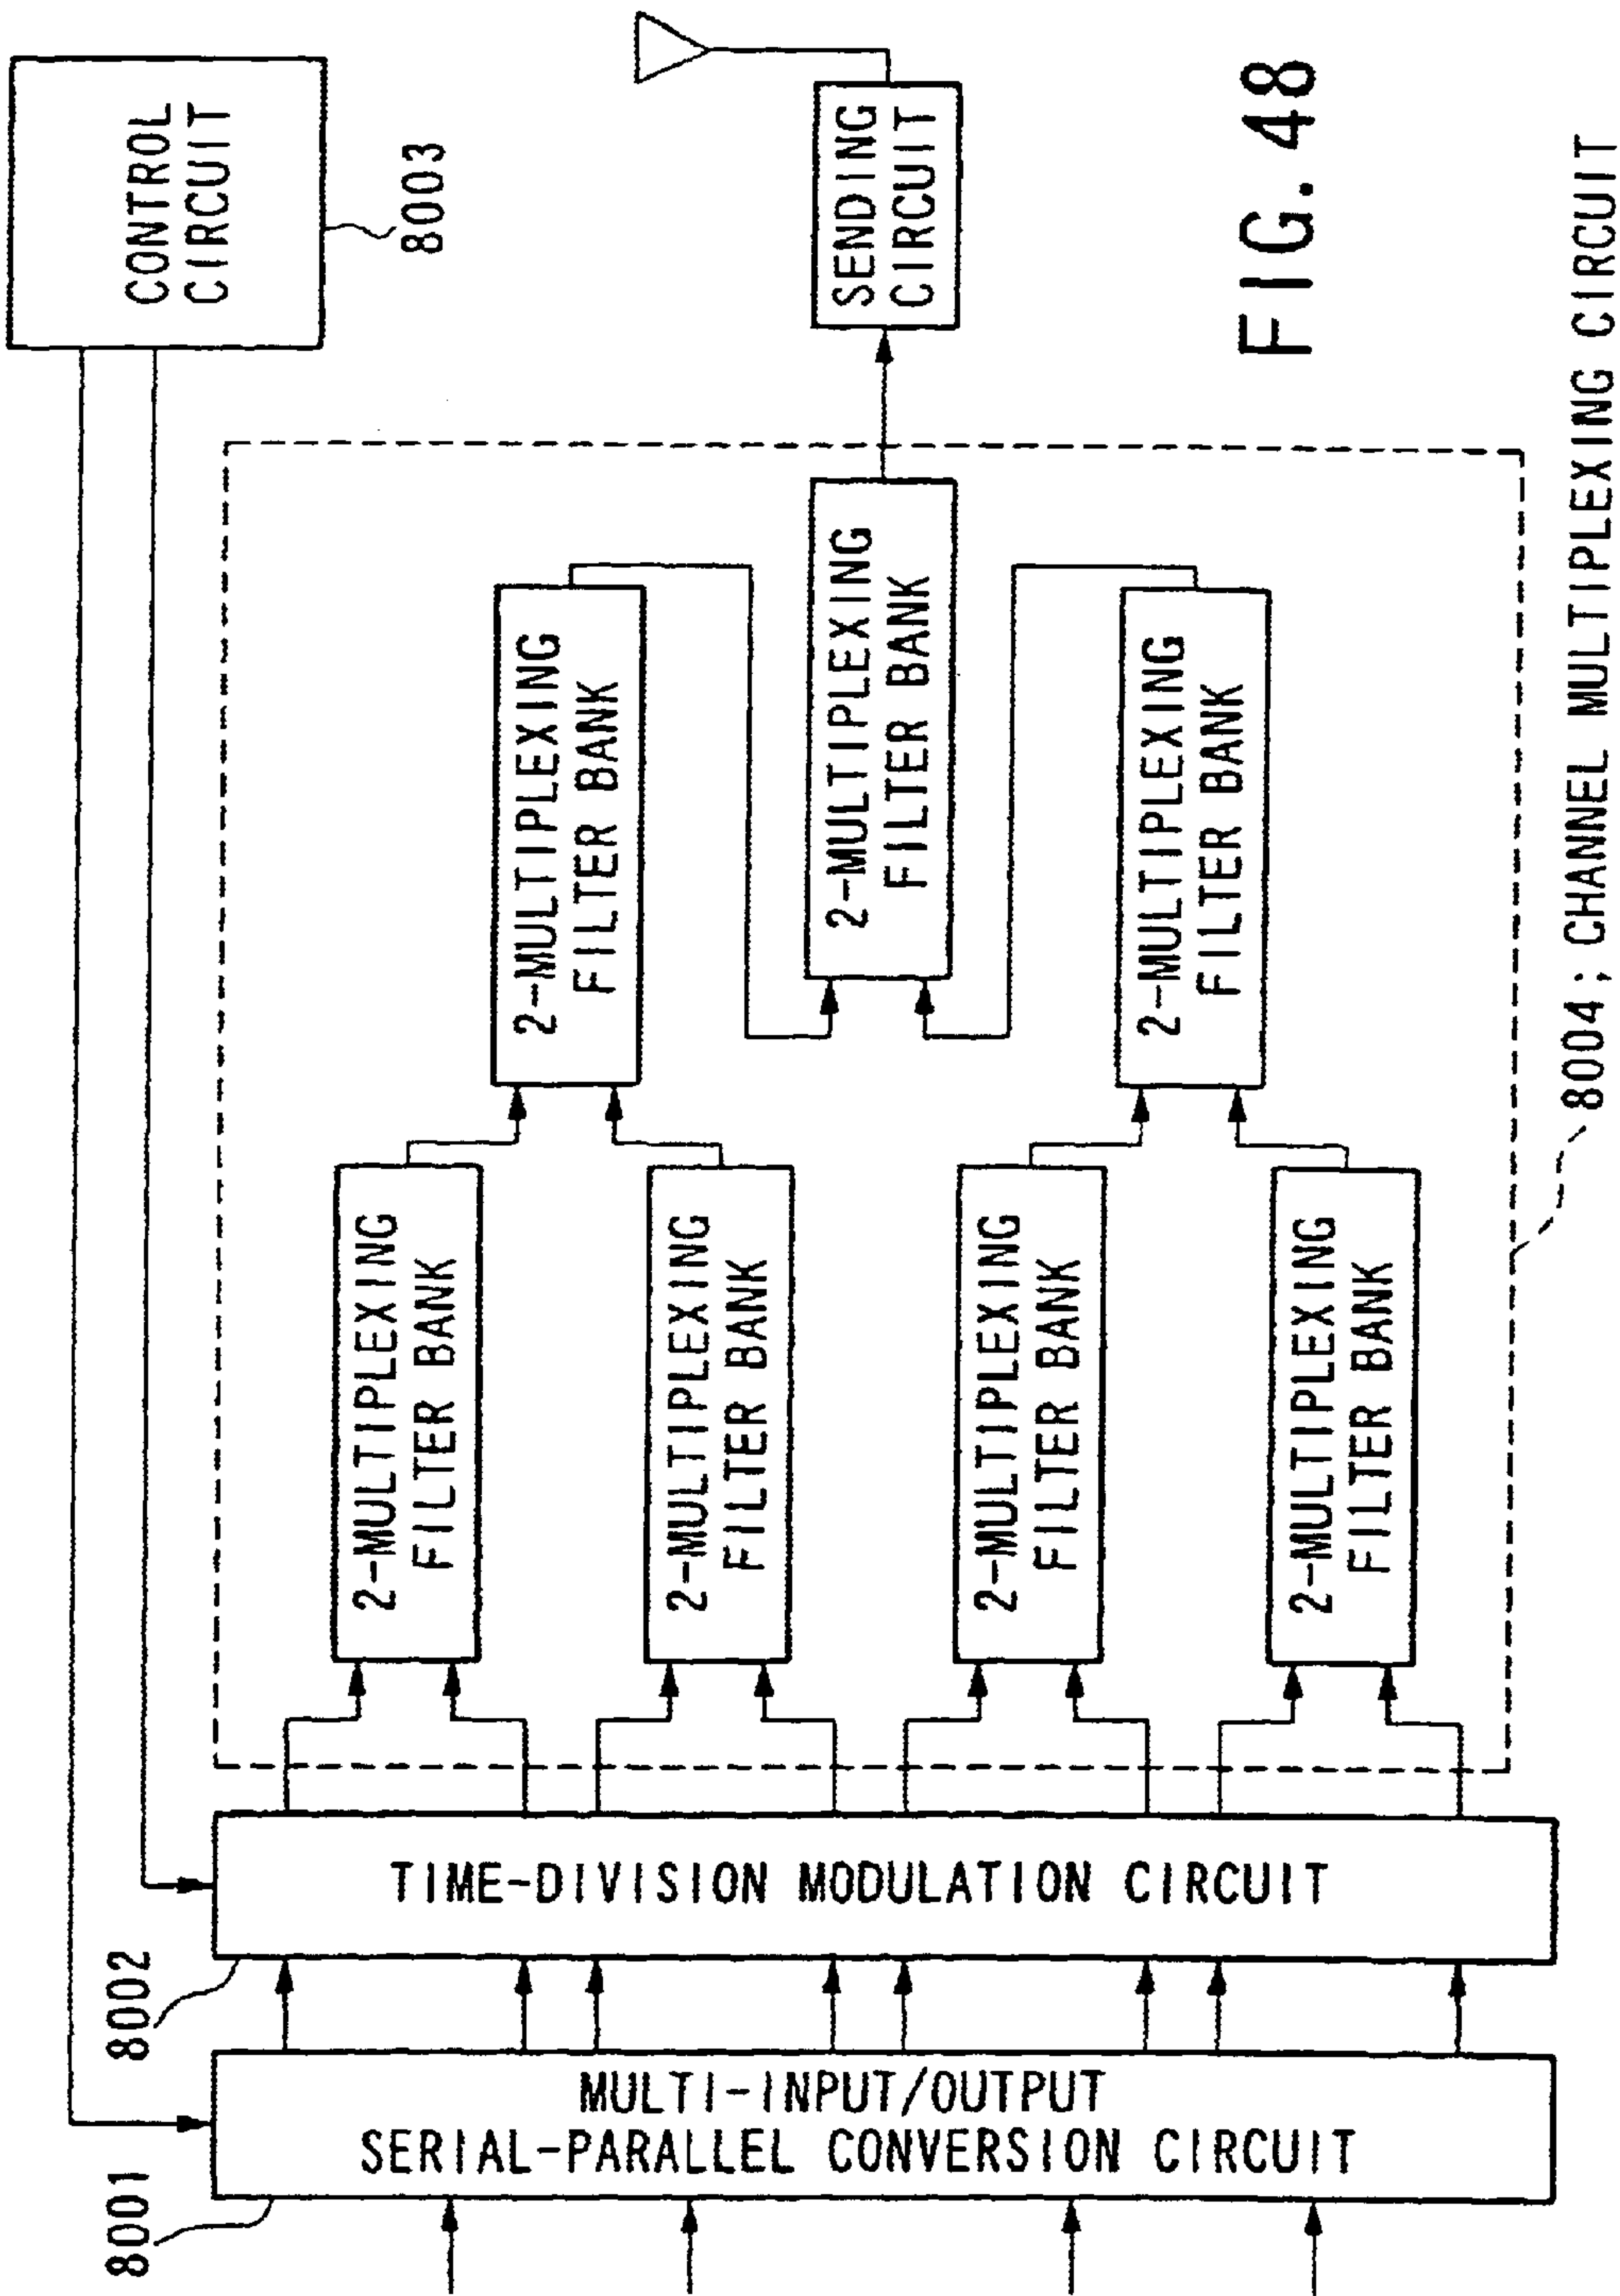 CONTROL
CIRCUIT
8003
8001
MULTI-INPUT/OUTPUT
SERIAL-PARALLEL CONVERSION CIRCUIT
8002
TIME-DIVISION MODULATION CIRCUIT
2-MULTIPLEXING
FILTER BANK
2-MULTIPLEXING
FILTER BANK
2-MULTIPLEXING
FILTER BANK
2-MULTIPLEXING
FILTER BANK
2-MULTIPLEXING
FILTER BANK
2-MULTIPLEXING
FILTER BANK
2-MULTIPLEXING
FILTER BANK
SENDING
CIRCUIT
8004; CHANNEL MULTIPLEXING CIRCUIT
FIG. 48